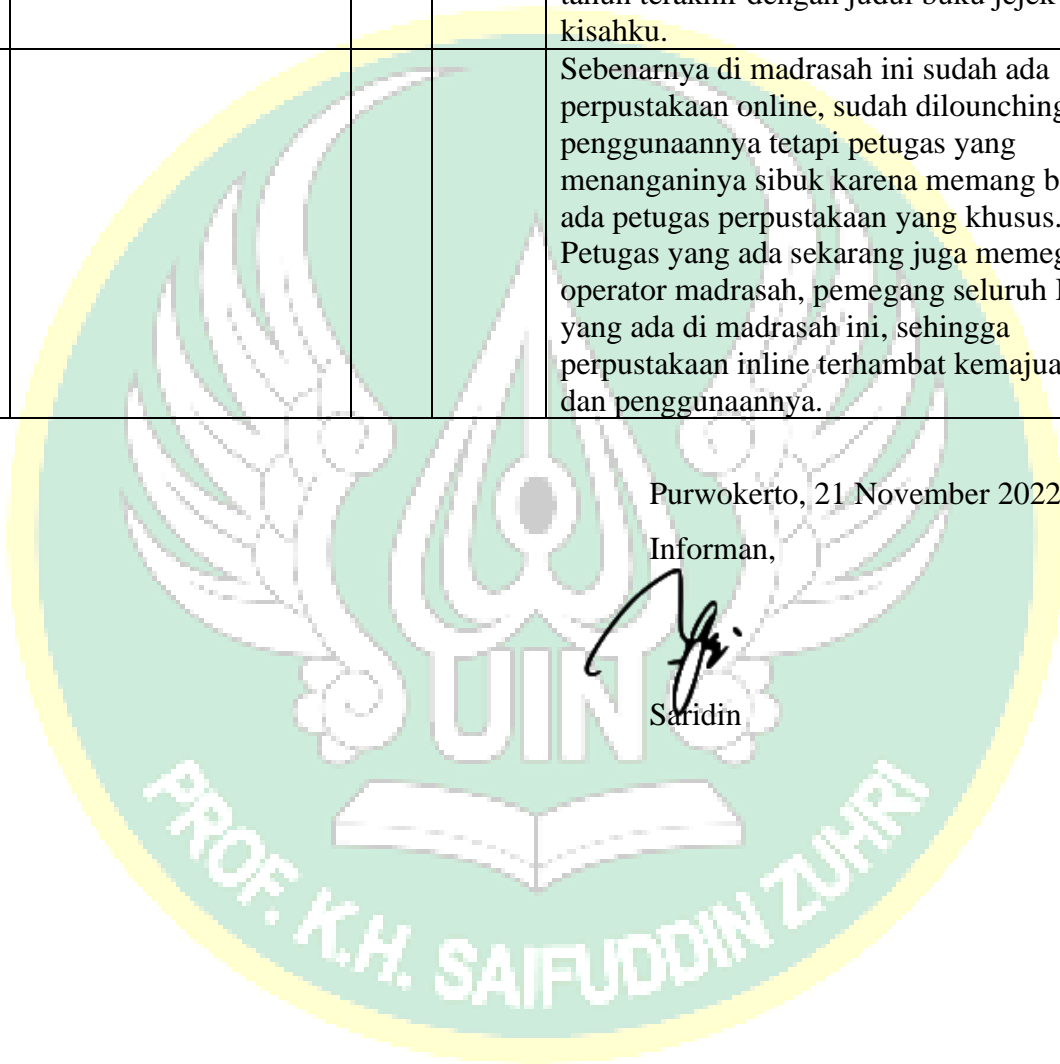 kisahku.
Sebenarnya di madrasah ini sudah ada
perpustakaan online, sudah dilounching
penggunaannya tetapi petugas yang
menanganinya sibuk karena memang
ada petugas perpustakaan yang khusus.
Petugas yang ada sekarang juga
operator madrasah, pemegang seluruh
yang ada di madrasah ini, sehingga
perpustakaan inline terhambat
dan penggunaannya.
Purwokerto, 21 November 2022
Informan,
Saridin
UIN
PROF. K.H. SAIFUDDIN ZUHRI